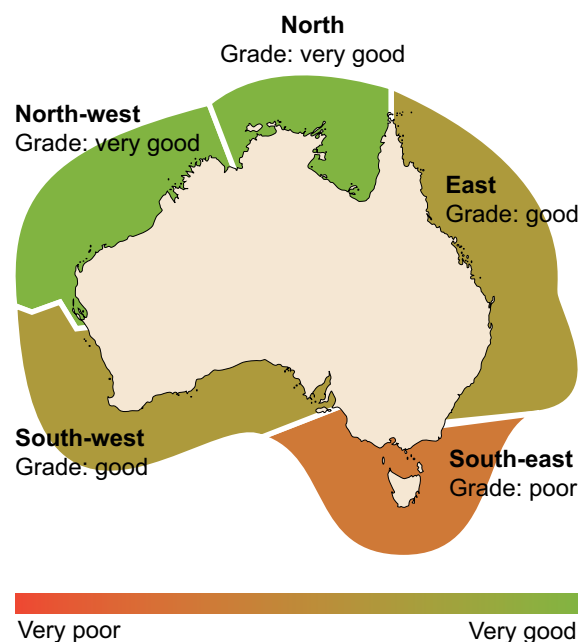 North
Grade: very good
North-west
Grade: very good
East
Grade: good
South-west
Grade: good
South-east
Grade: poor
Very poor
Very good